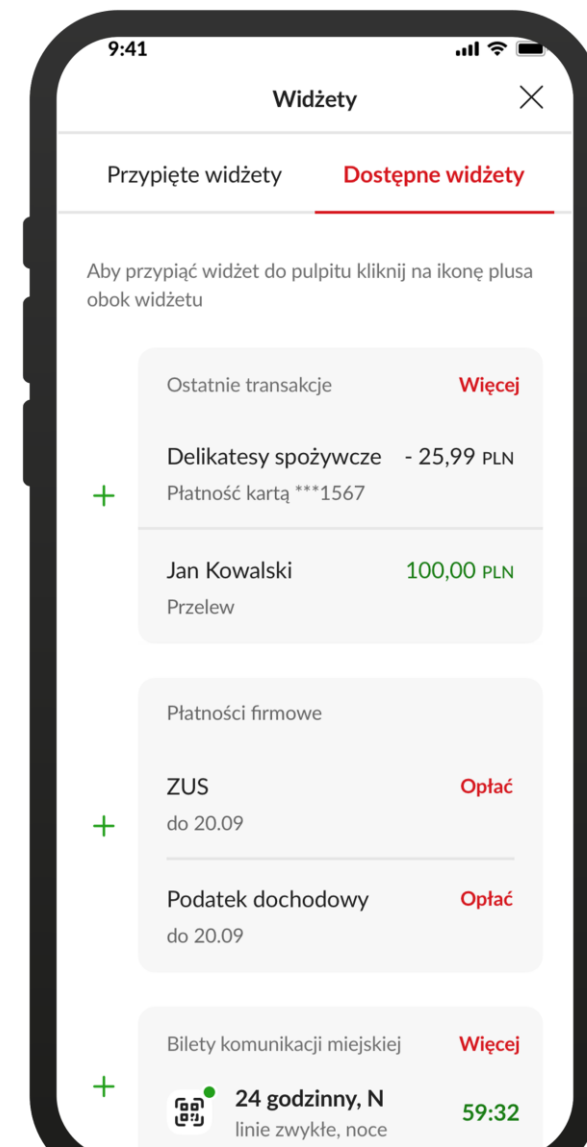 9:41
Widżety
Przypięte widżety Dostępne widżety
Aby przypiąć widżet do pulpitu kliknij na ikonę plusa
obok widżetu
Ostatnie transakcje Więcej
Delikatesy spożywcze - 25,99 PLN
Płatność kartą ***1567
Jan Kowalski 100,00 PLN
Przelew
Płatności firmowe
ZUS Opłać
do 20.09
Podatek dochodowy Opłać
do 20.09
Bilety komunikacji miejskiej Więcej
24 godzinny, N 59:32
linie zwykłe, noce